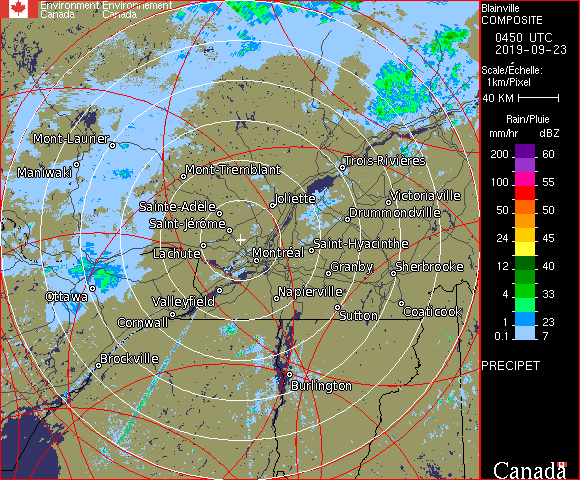 Environment Environnement
Canada Canada
Blainville
COMPOSITE
0450 UTC
2019-09-23
Scale/Échelle:
1km/Pixel
40 KM
Rain/Pluie
mm/hr dBZ
200 60
100 55
50 50
24 45
12 40
4 33
1 23
0.1 7
PRECIPET
Canada
Mont-Laurier
Maniwaki
Mont-Tremblant
Trois-Rivières
Sainte-Adèle
Joliette
Victoriaville
Drummondville
Saint-Jérôme
Lachute
Montréal
Saint-Hyacinthe
Granby
Sherbrooke
Ottawa
Valleyfield
Napierville
Cornwall
Sutton
Coaticook
Brockville
Burlington